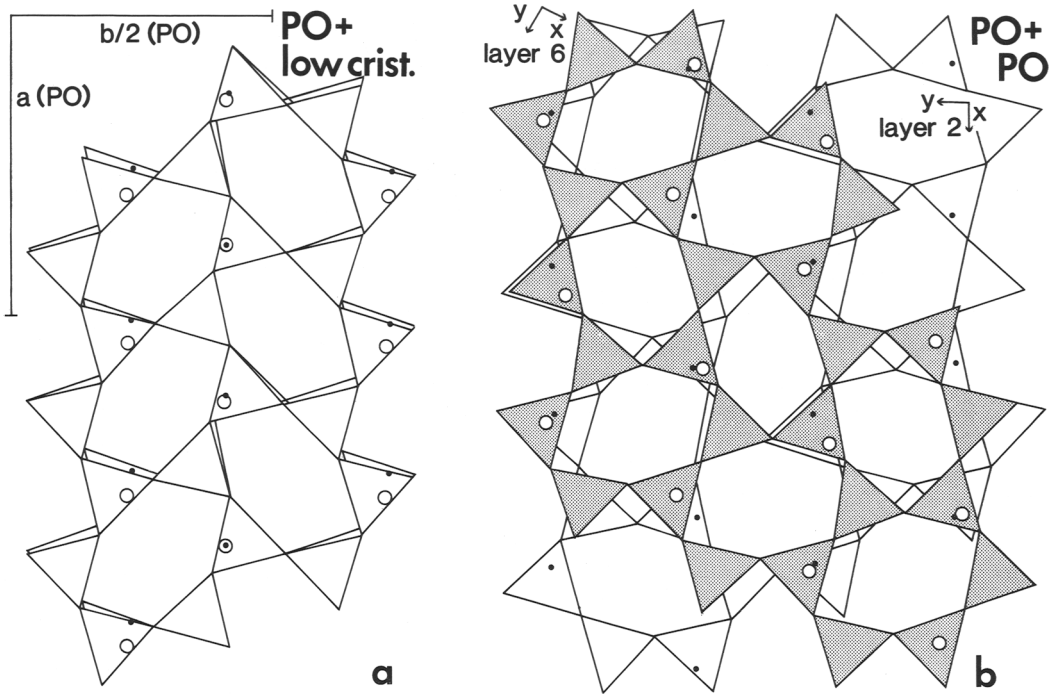 b/2 (PO)
PO+
low crist.
a (PO)
a
y
x
layer 6
PO+
PO
y
x
layer 2
b